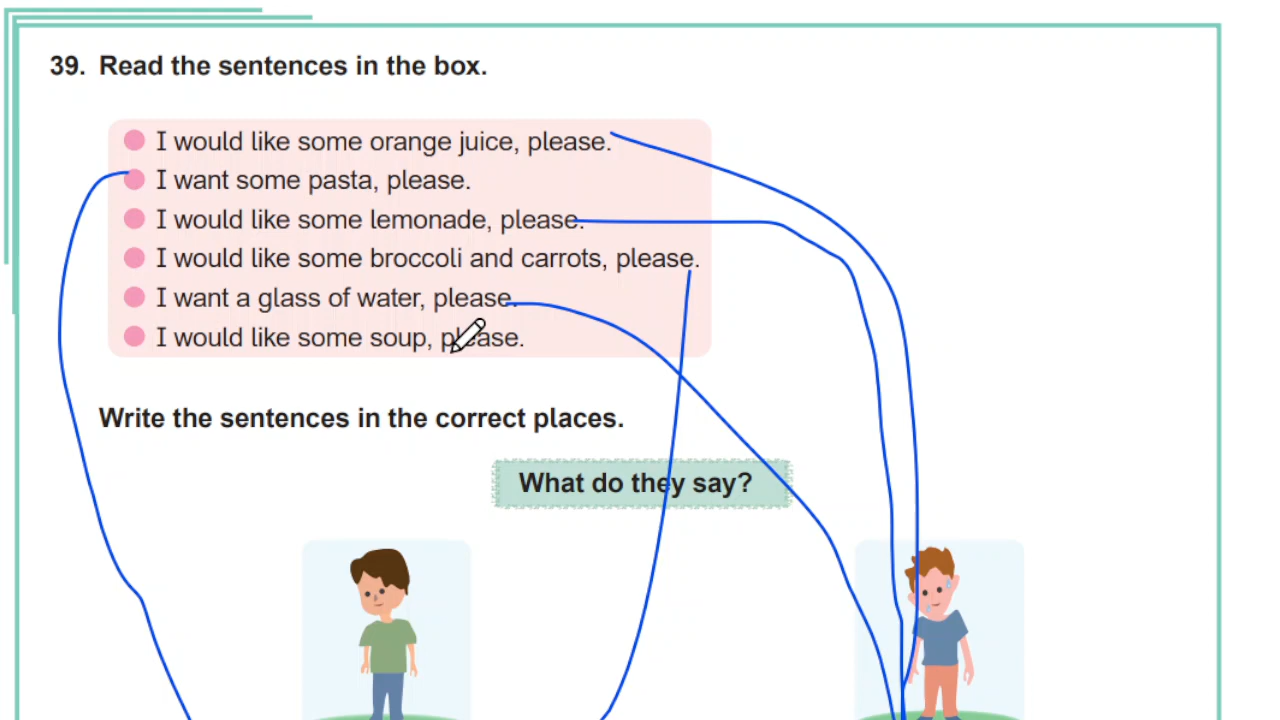 39. Read the sentences in the box.
I would like some orange juice, please.
I want some pasta, please.
I would like some lemonade, please.
I would like some broccoli and carrots, please.
I want a glass of water, please.
I would like some soup, please.
Write the sentences in the correct places.
What do they say?